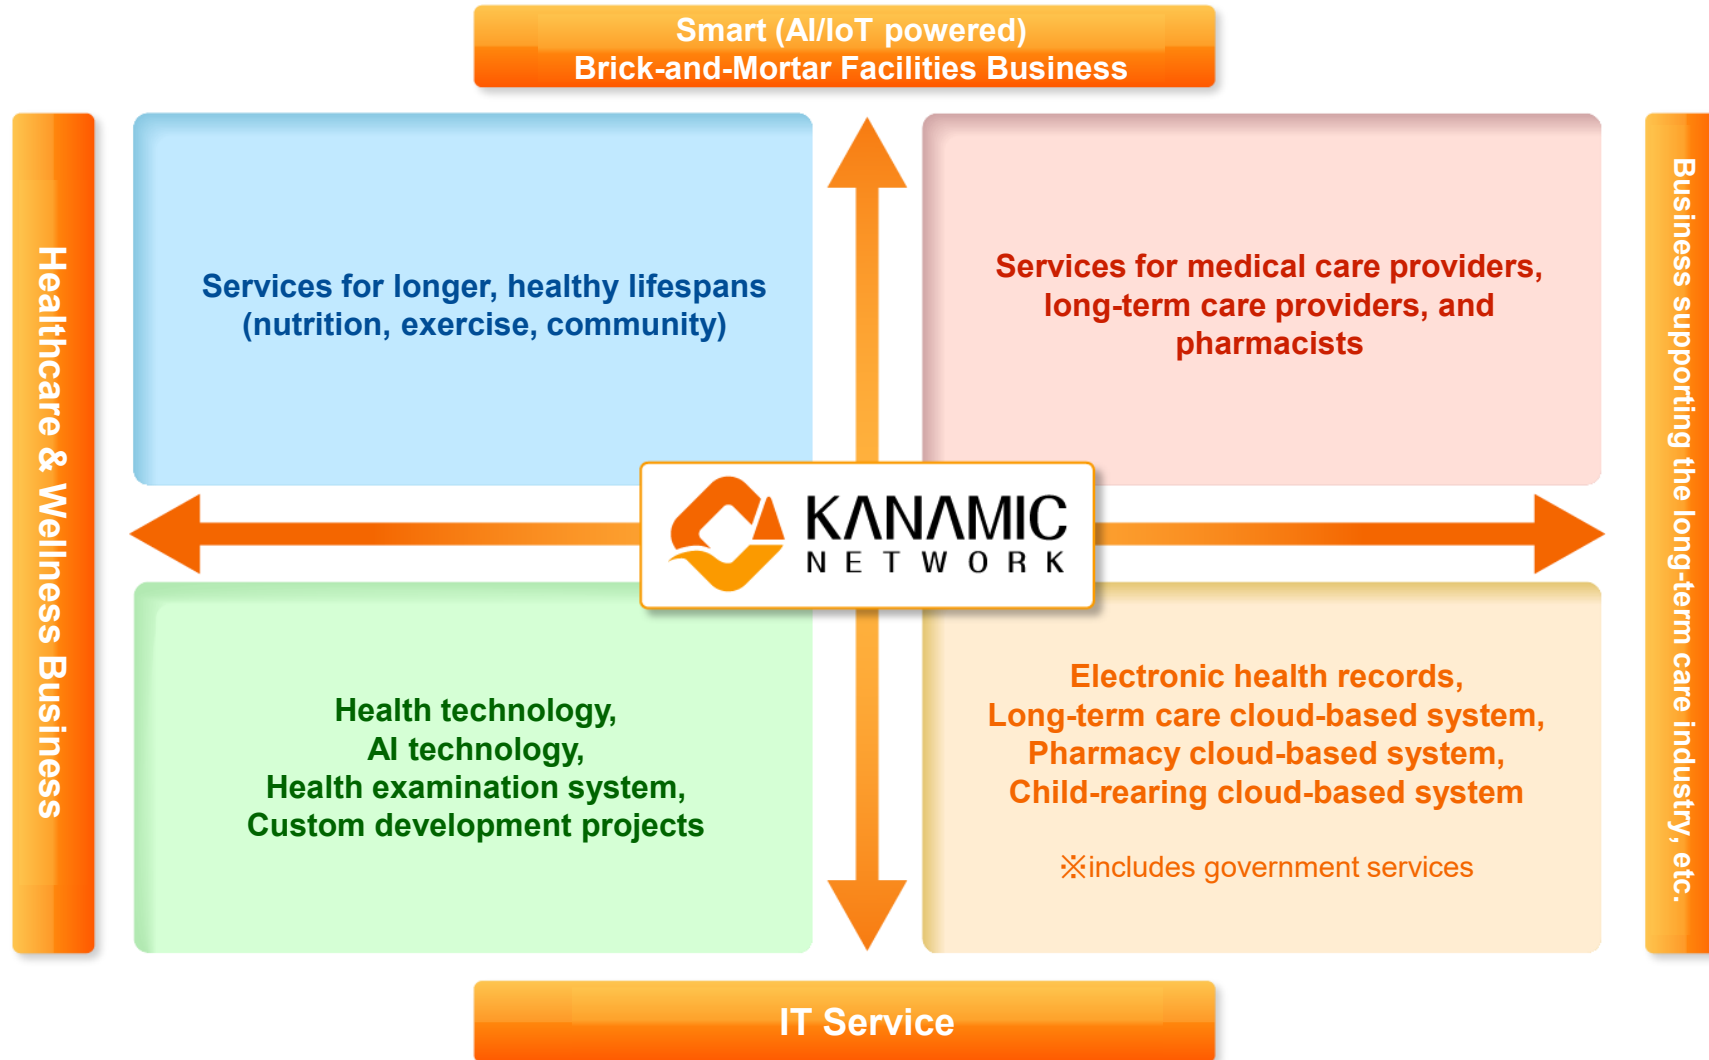 Smart (AI/IoT powered)
Brick-and-Mortar Facilities Business
Healthcare & Wellness Business
Services for longer, healthy lifespans
(nutrition, exercise, community)
Services for medical care providers,
long-term care providers, and
pharmacists
Business supporting the long-term care industry, etc.
KANAMIC
NETWORK
Health technology,
AI technology,
Health examination system,
Custom development projects
Electronic health records,
Long-term care cloud-based system,
Pharmacy cloud-based system,
Child-rearing cloud-based system
※includes government services
IT Service